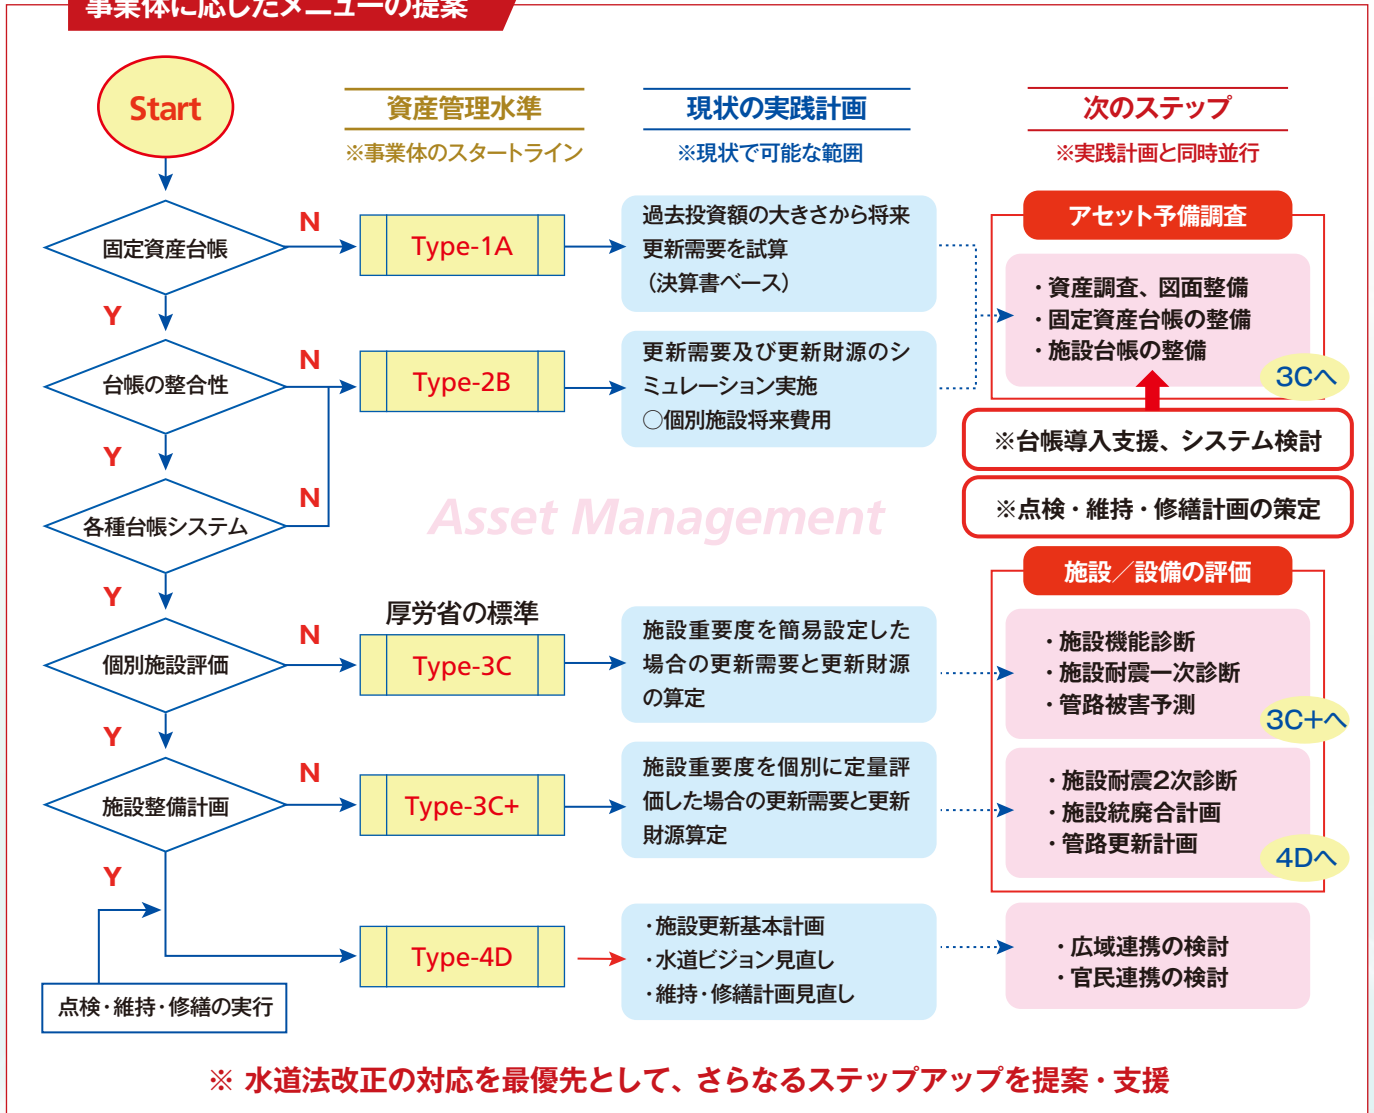 事業体に応じたメニューの提案
Start
資産管理水準
※事業体のスタートライン
現状の実践計画
※現状で可能な範囲
次のステップ
※実践計画と同時並行
固定資産台帳
N
Y
Type-1A
過去投資額の大きさから将来
更新需要を試算
（決算書ベース）
アセット予備調査
・資産調査、図面整備
・固定資産台帳の整備
・施設台帳の整備
3Cへ
台帳の整合性
N
Y
Type-2B
更新需要及び更新財源のシ
ミュレーション実施
○個別施設将来費用
※台帳導入支援、システム検討
※点検・維持・修繕計画の策定
各種台帳システム
N
Y
Asset Management
施設／設備の評価
個別施設評価
N
Y
厚労省の標準
Type-3C
施設重要度を簡易設定した
場合の更新需要と更新財源
の算定
・施設機能診断
・施設耐震一次診断
・管路被害予測
3C+へ
施設整備計画
N
Y
Type-3C+
施設重要度を個別に定量評
価した場合の更新需要と更新
財源算定
・施設耐震2次診断
・施設統廃合計画
・管路更新計画
4Dへ
点検・維持・修繕の実行
Type-4D
・施設更新基本計画
・水道ビジョン見直し
・維持・修繕計画見直し
・広域連携の検討
・官民連携の検討
※ 水道法改正の対応を最優先として、さらなるステップアップを提案・支援